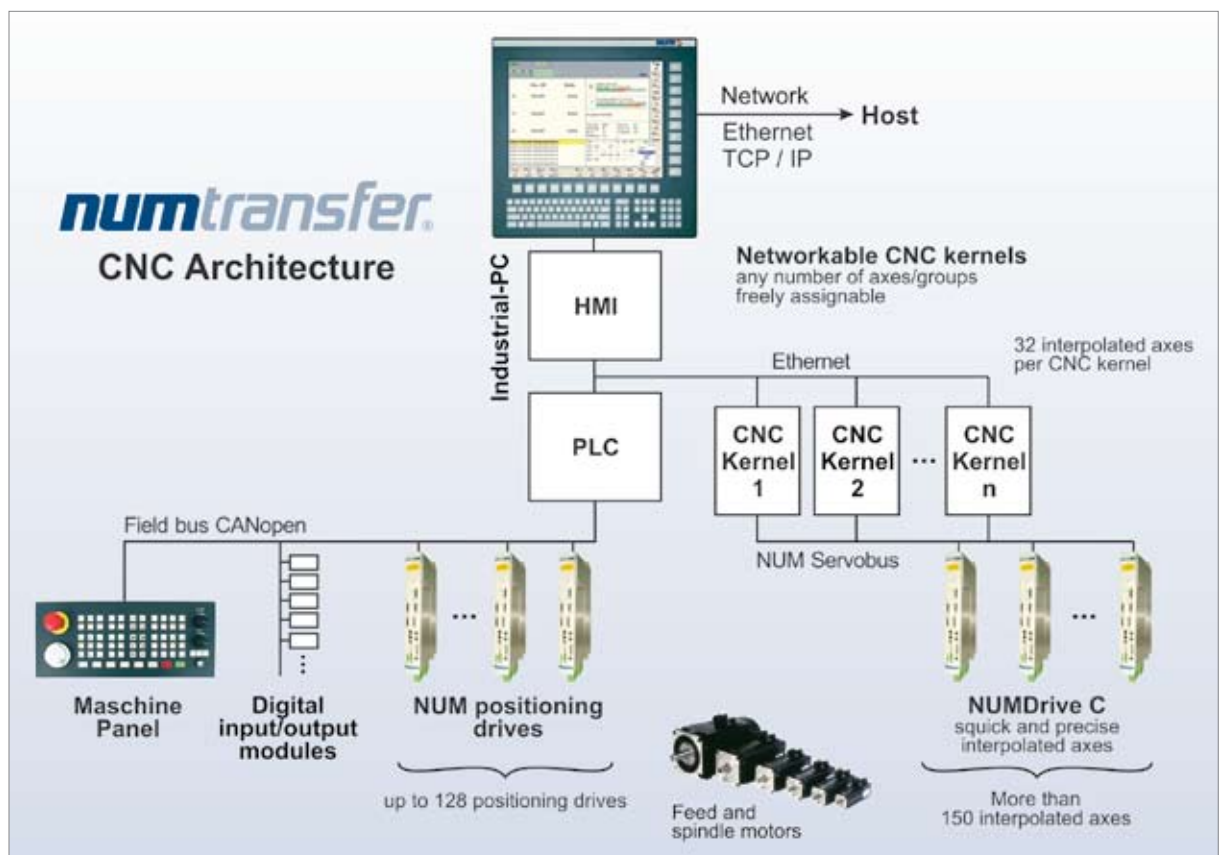 Network
Ethernet
TCP / IP
Host
numtransfer®
CNC Architecture
Industrial-PC
HMI
Networkable CNC kernels
any number of axes/groups
freely assignable
32 interpolated axes
per CNC kernel
Ethernet
PLC
CNC
Kernel
1
CNC
Kernel
2
...
CNC
Kernel
n
Field bus CANopen
NUM Servobus
...
...
...
Maschine
Panel
Digital
input/output
modules
NUM positioning
drives
up to 128 positioning drives
Feed and
spindle motors
NUMDrive C
squick and precise
interpolated axes
More than
150 interpolated axes